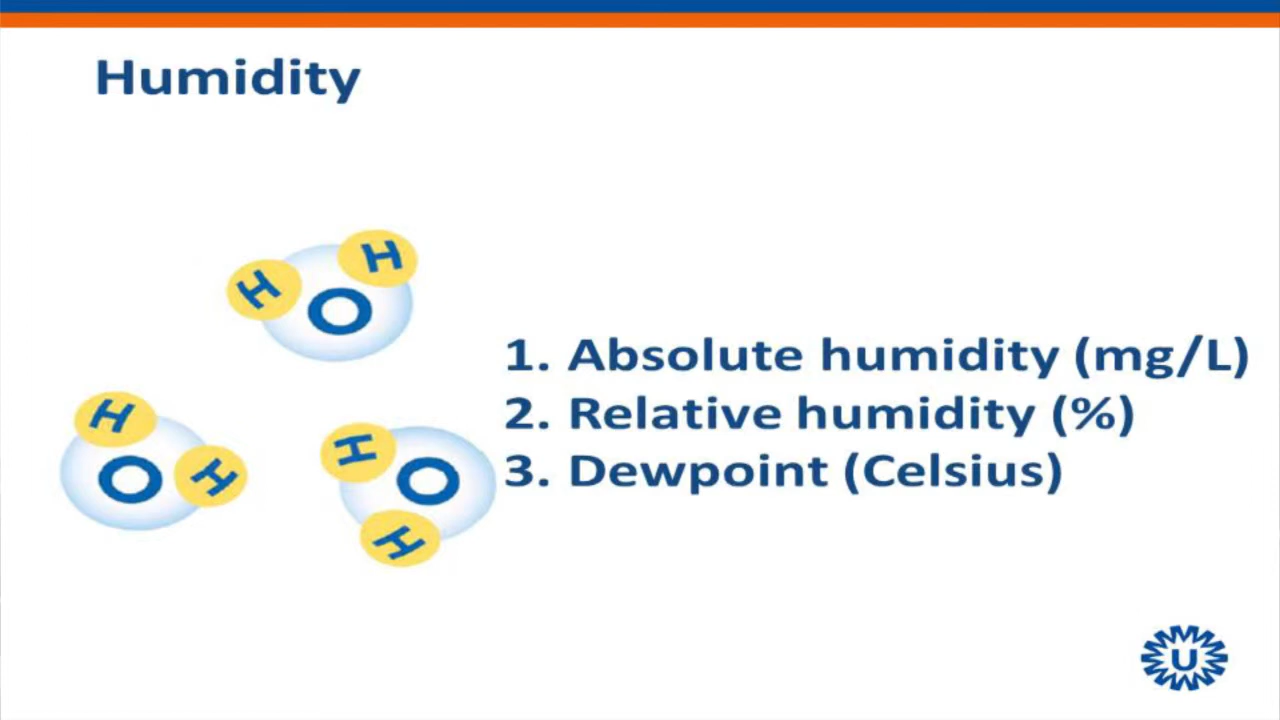 Humidity
H H
O
H
O H
H
O
H
1. Absolute humidity (mg/L)
2. Relative humidity (%)
3. Dewpoint (Celsius)
U